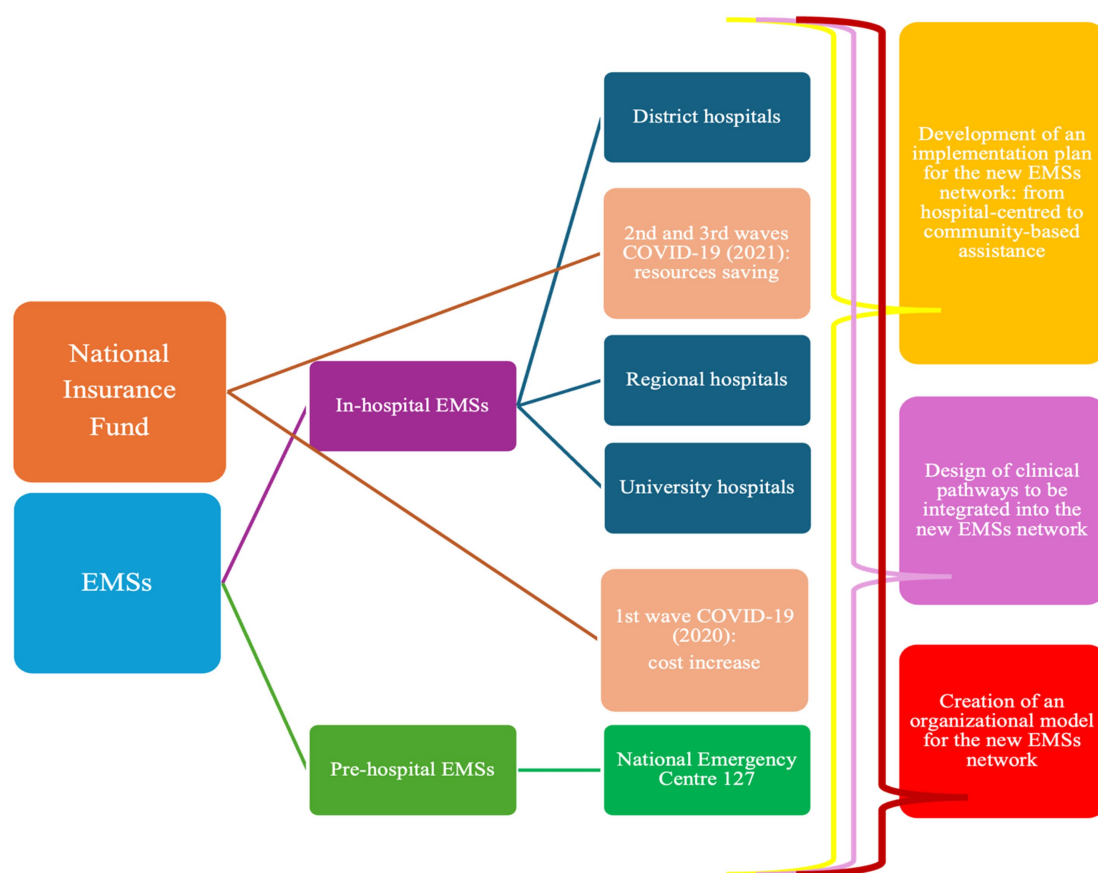 National
Insurance
Fund
EMSs
In-hospital EMSs
Pre-hospital EMSs
District hospitals
2nd and 3rd waves
COVID-19 (2021):
resources saving
Regional hospitals
University hospitals
1st wave COVID-19
(2020):
cost increase
National Emergency
Centre 127
Development of an
implementation plan
for the new EMSs
network: from
hospital-centred to
community-based
assistance
Design of clinical
pathways to be
integrated into the
new EMSs network
Creation of an
organizational model
for the new EMSs
network